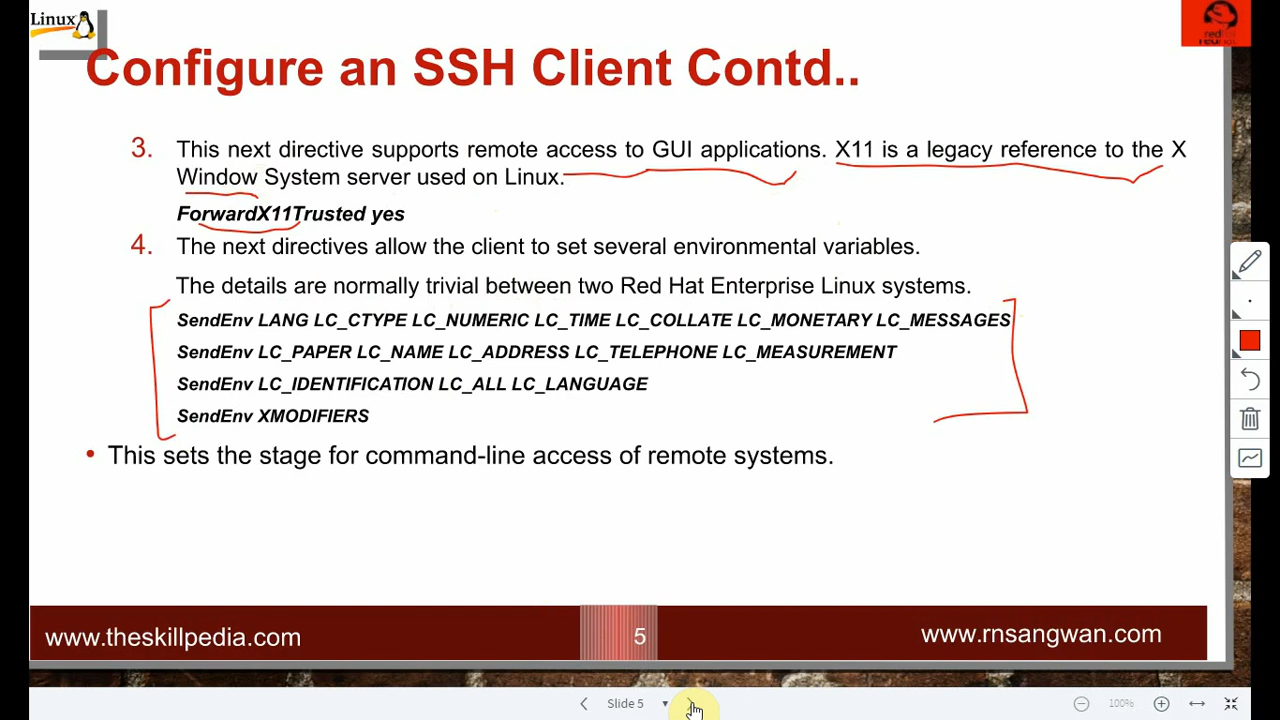 Linux
redhat
Configure an SSH Client Contd..
3. This next directive supports remote access to GUI applications. X11 is a legacy reference to the X
Window System server used on Linux.
ForwardX11Trusted yes
4. The next directives allow the client to set several environmental variables.
The details are normally trivial between two Red Hat Enterprise Linux systems.
SendEnv LANG LC_CTYPE LC_NUMERIC LC_TIME LC_COLLATE LC_MONETARY LC_MESSAGES
SendEnv LC_PAPER LC_NAME LC_ADDRESS LC_TELEPHONE LC_MEASUREMENT
SendEnv LC_IDENTIFICATION LC_ALL LC_LANGUAGE
SendEnv XMODIFIERS
• This sets the stage for command-line access of remote systems.
www.theskillpedia.com
5
www.rnsangwan.com
Slide 5
100%